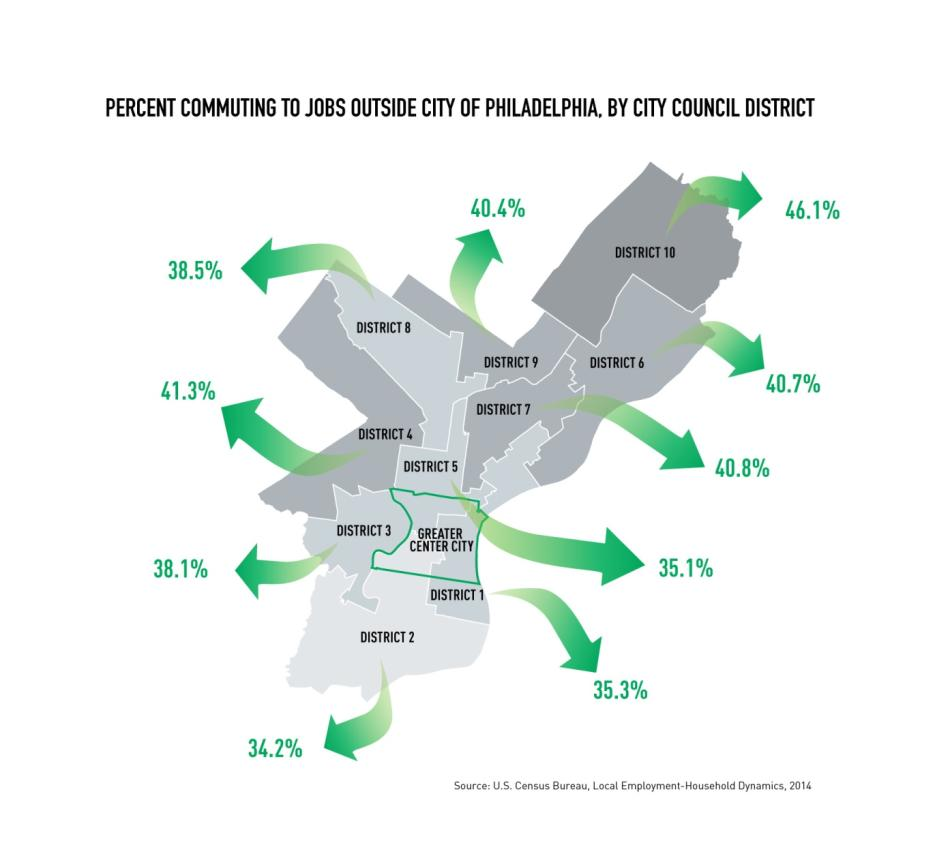 PERCENT COMMUTING TO JOBS OUTSIDE CITY OF PHILADELPHIA, BY CITY COUNCIL DISTRICT
40.4%
46.1%
DISTRICT 10
38.5%
DISTRICT 8
DISTRICT 9
DISTRICT 6
40.7%
41.3%
DISTRICT 7
DISTRICT 4
DISTRICT 5
40.8%
DISTRICT 3
GREATER
CENTER CITY
38.1%
35.1%
DISTRICT 1
DISTRICT 2
35.3%
34.2%
Source: U.S. Census Bureau, Local Employment-Household Dynamics, 2014